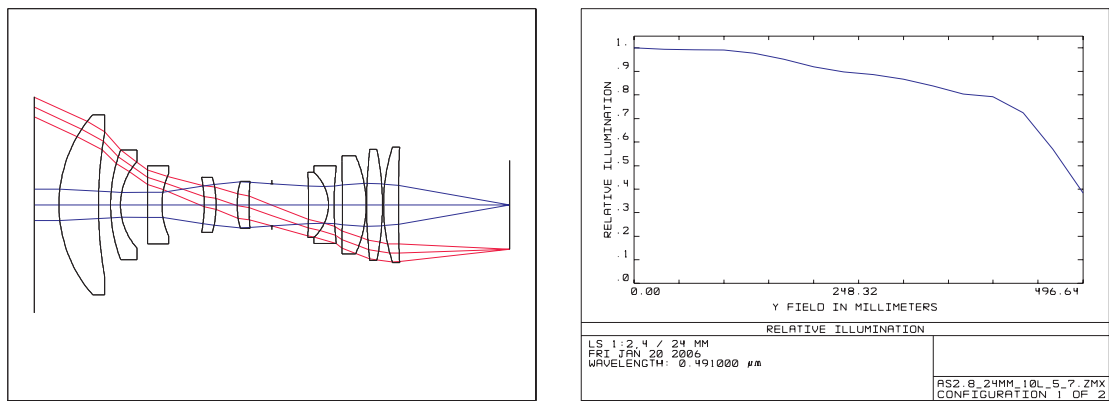 1.
.9
.8
.7
.6
.5
.4
.3
.2
.1
.0
RELATIVE ILLUMINATION
0.00 248.32 496.64
Y FIELD IN MILLIMETERS
RELATIVE ILLUMINATION
LS 1:2,4 / 24 MM
FRI JAN 20 2006
WAVELENGTH: 0.491000 µm
AS2.8_24MM_10L_5_7.ZMX
CONFIGURATION 1 OF 2